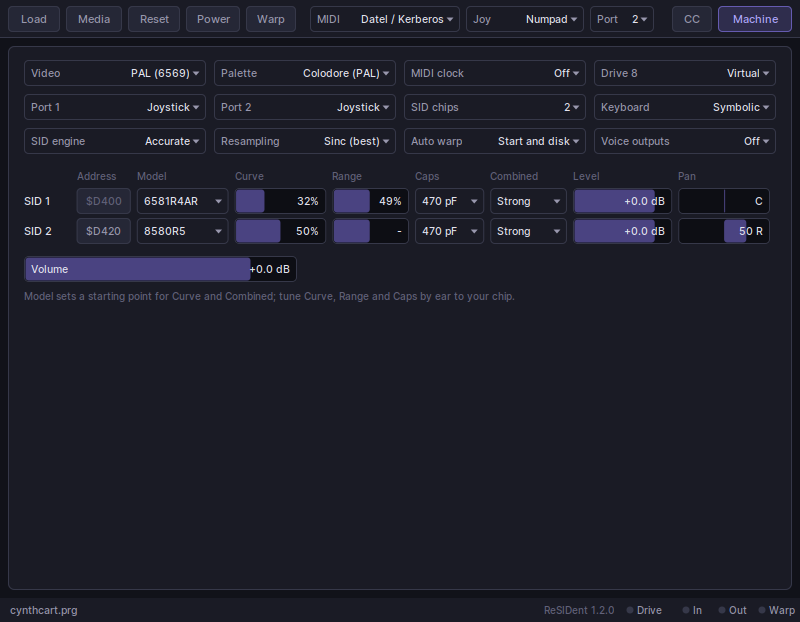 Load Media Reset Power Warp MIDI Datel / Kerberos Joy Numpad Port 2 CC Machine
Video PAL (6569) Palette Colodore (PAL) MIDI clock Off Drive 8 Virtual
Port 1 Joystick Port 2 Joystick SID chips 2 Keyboard Symbolic
SID engine Accurate Resampling Sinc (best) Auto warp Start and disk Voice outputs Off
Address Model Curve Range Caps Combined Level Pan
SID 1 $D400 6581R4AR 32% 49% 470 pF Strong +0.0 dB C
SID 2 $D420 8580R5 50% - 470 pF Strong +0.0 dB 50 R
Volume +0.0 dB
Model sets a starting point for Curve and Combined; tune Curve, Range and Caps by ear to your chip.
cynthcart.prg ReSIDent 1.2.0 Drive In Out Warp